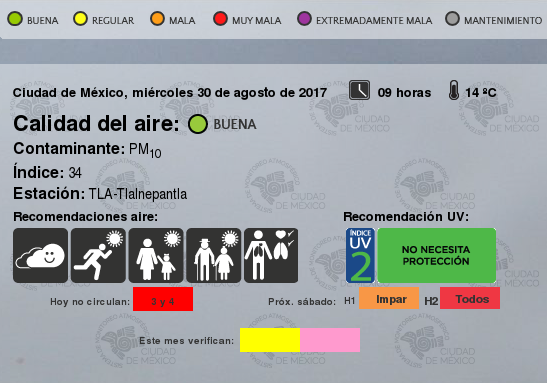 BUENA REGULAR MALA MUY MALA EXTREMADAMENTE MALA MANTENIMIENTO
Ciudad de México, miércoles 30 de agosto de 2017 09 horas 14 ºC
Calidad del aire: BUENA
Contaminante: PM10
Índice: 34
Estación: TLA-Tlalnepantla
Recomendaciones aire: Recomendación UV:
ÍNDICE
UV
2
NO NECESITA
PROTECCIÓN
Hoy no circulan: 3 y 4 Próx. sábado: H1 Impar H2 Todos
Este mes verifican:
CIUDAD
DE MÉXICO